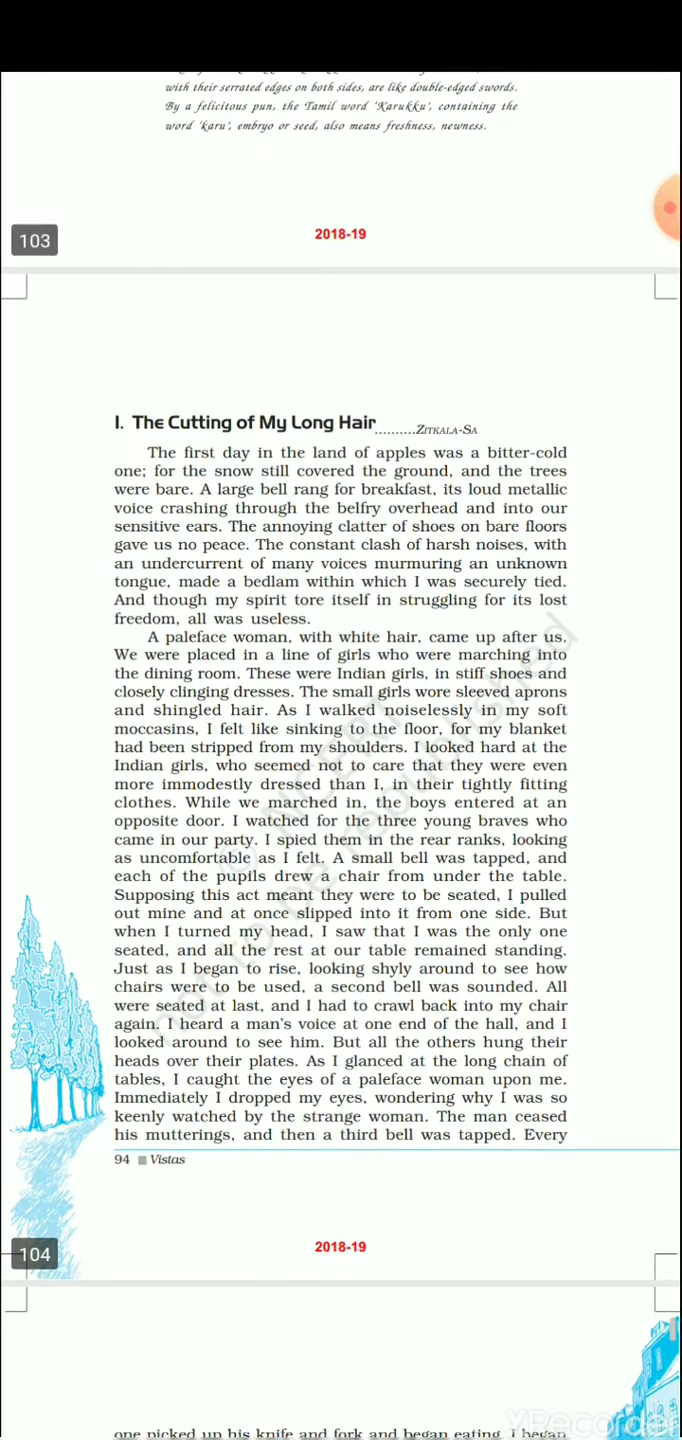 with their serrated edges on both sides, are like double-edged swords.
By a felicitous pun, the Tamil word 'Karukku', containing the
word 'karu', embryo or seed, also means freshness, newness.
2018-19
103
I. The Cutting of My Long Hair..........ZITKALA-SA
The first day in the land of apples was a bitter-cold
one; for the snow still covered the ground, and the trees
were bare. A large bell rang for breakfast, its loud metallic
voice crashing through the belfry overhead and into our
sensitive ears. The annoying clatter of shoes on bare floors
gave us no peace. The constant clash of harsh noises, with
an undercurrent of many voices murmuring an unknown
tongue, made a bedlam within which I was securely tied.
And though my spirit tore itself in struggling for its lost
freedom, all was useless.
A paleface woman, with white hair, came up after us.
We were placed in a line of girls who were marching into
the dining room. These were Indian girls, in stiff shoes and
closely clinging dresses. The small girls wore sleeved aprons
and shingled hair. As I walked noiselessly in my soft
moccasins, I felt like sinking to the floor, for my blanket
had been stripped from my shoulders. I looked hard at the
Indian girls, who seemed not to care that they were even
more immodestly dressed than I, in their tightly fitting
clothes. While we marched in, the boys entered at an
opposite door. I watched for the three young braves who
came in our party. I spied them in the rear ranks, looking
as uncomfortable as I felt. A small bell was tapped, and
each of the pupils drew a chair from under the table.
Supposing this act meant they were to be seated, I pulled
out mine and at once slipped into it from one side. But
when I turned my head, I saw that I was the only one
seated, and all the rest at our table remained standing.
Just as I began to rise, looking shyly around to see how
chairs were to be used, a second bell was sounded. All
were seated at last, and I had to crawl back into my chair
again. I heard a man's voice at one end of the hall, and I
looked around to see him. But all the others hung their
heads over their plates. As I glanced at the long chain of
tables, I caught the eyes of a paleface woman upon me.
Immediately I dropped my eyes, wondering why I was so
keenly watched by the strange woman. The man ceased
his mutterings, and then a third bell was tapped. Every
© NCERT
not to be republished
94 ■ Vistas
2018-19
104
one picked up his knife and fork and began eating. I began
XRecorder